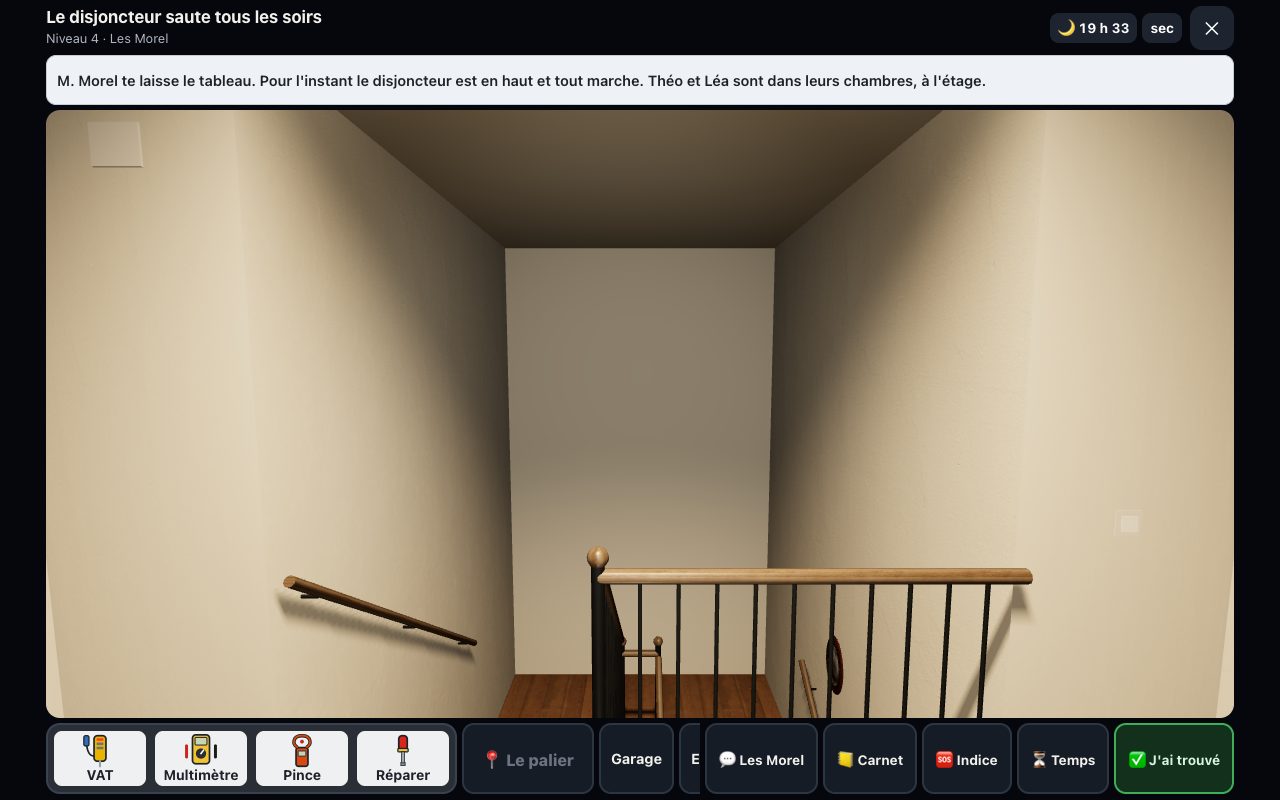 Le disjoncteur saute tous les soirs
Niveau 4 · Les Morel
🌙 19 h 33
sec
M. Morel te laisse le tableau. Pour l'instant le disjoncteur est en haut et tout marche. Théo et Léa sont dans leurs chambres, à l'étage.
VAT
Multimètre
Pince
Réparer
📍 Le palier
Garage
E
💬 Les Morel
📒 Carnet
🆘 Indice
⏳ Temps
✅ J'ai trouvé